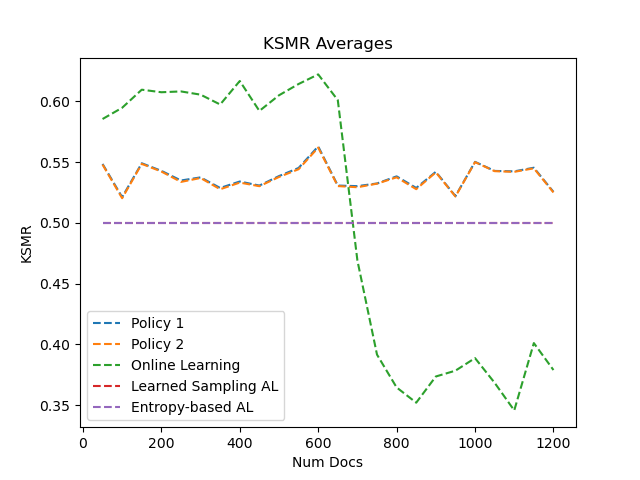 KSMR Averages
0.60
0.55
0.50
0.45
0.40
0.35
KSMR
Policy 1
Policy 2
Online Learning
Learned Sampling AL
Entropy-based AL
0 200 400 600 800 1000 1200
Num Docs